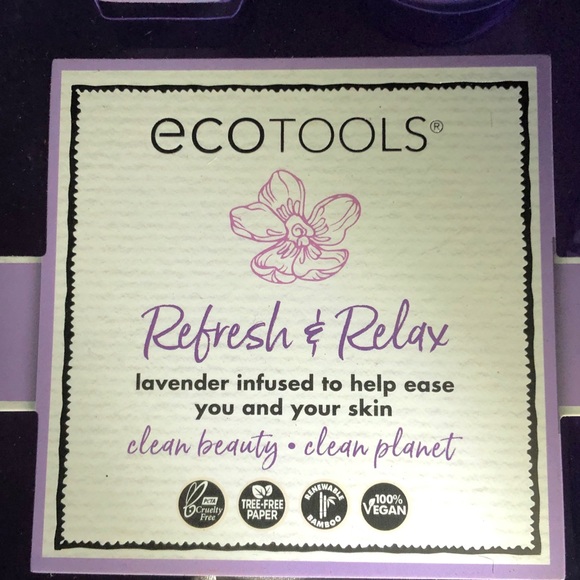 ecoTOOLS®
Refresh & Relax
lavender infused to help ease
you and your skin
clean beauty • clean planet
PETA
Cruelty
Free
TREE-FREE
PAPER
RENEWABLE
BAMBOO
100%
VEGAN